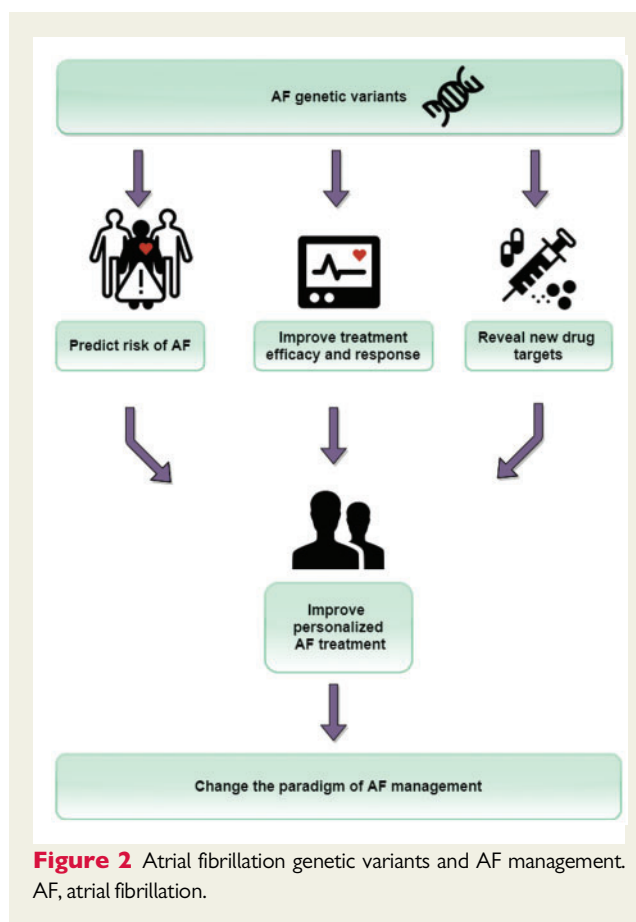 AF genetic variants
Predict risk of AF
Improve treatment
efficacy and response
Reveal new drug
targets
Improve
personalized
AF treatment
Change the paradigm of AF management
Figure 2 Atrial fibrillation genetic variants and AF management.
AF, atrial fibrillation.